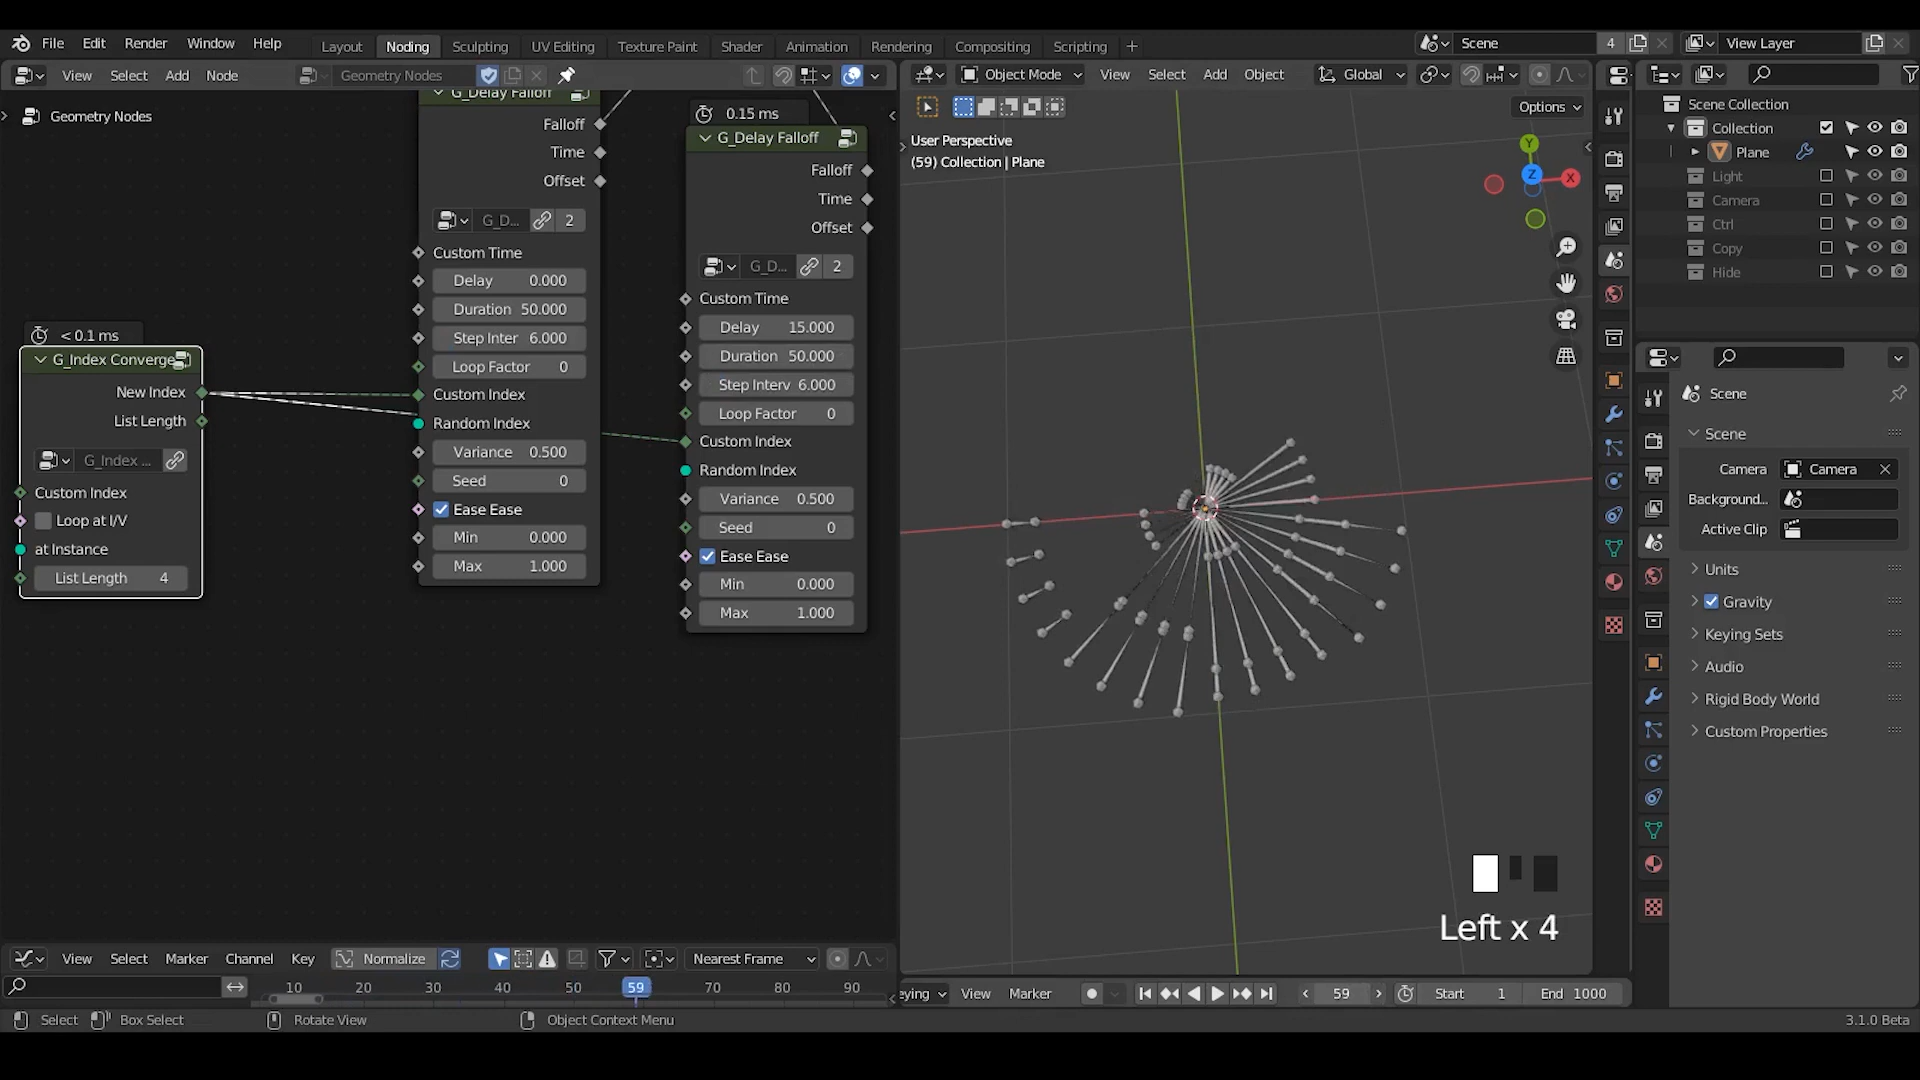 File Edit Render Window Help
Layout Noding Sculpting UV Editing Texture Paint Shader Animation Rendering Compositing Scripting +
Scene 4
View Layer
View Select Add Node
Geometry Nodes
Object Mode View Select Add Object Global
Geometry Nodes
Options
User Perspective
(59) Collection | Plane
Y
Z
X
G_Delay Falloff
Falloff
Time
Offset
G_D... 2
Custom Time
Delay 0.000
Duration 50.000
Step Inter 6.000
Loop Factor 0
Custom Index
Random Index
Variance 0.500
Seed 0
Ease Ease
Min 0.000
Max 1.000
0.15 ms
G_Delay Falloff
Falloff
Time
Offset
G_D... 2
Custom Time
Delay 15.000
Duration 50.000
Step Interv 6.000
Loop Factor 0
Custom Index
Random Index
Variance 0.500
Seed 0
Ease Ease
Min 0.000
Max 1.000
< 0.1 ms
G_Index Converge
New Index
List Length
G_Index ...
Custom Index
Loop at I/V
at Instance
List Length 4
Left x 4
Scene Collection
Collection
Plane
Light
Camera
Ctrl
Copy
Hide
Scene
Scene
Camera Camera
Background...
Active Clip
Units
Gravity
Keying Sets
Audio
Rigid Body World
Custom Properties
View Select Marker Channel Key Normalize Nearest Frame
10 20 30 40 50 59 70 80 90
eying View Marker 59 Start 1 End 1000
Select Box Select Rotate View Object Context Menu 3.1.0 Beta